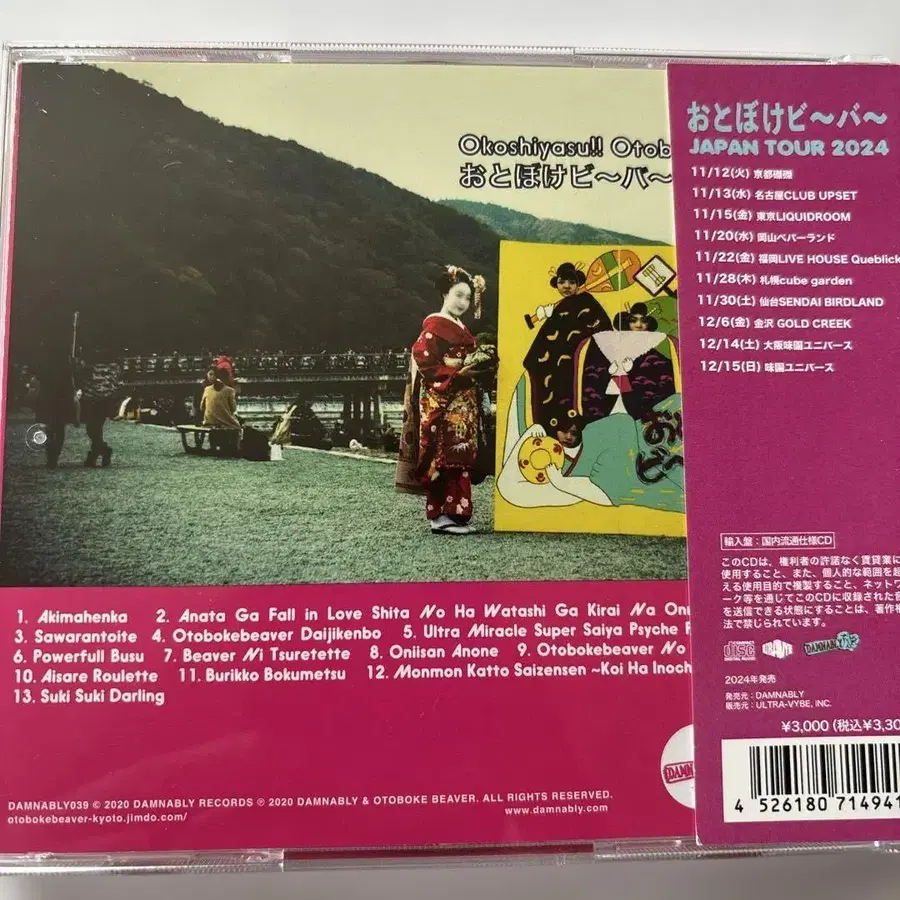 Okoshiyasu!! Otob
おとぼけビ〜バ〜
1. Akimahenka 2. Anata Ga Fall in Love Shita No Ha Watashi Ga Kirai Na Onn
3. Sawarantoite 4. Otobokebeaver Daijikenbo 5. Ultra Miracle Super Saiya Psyche
6. Powerfull Busu 7. Beaver Ni Tsuretette 8. Oniisan Anone 9. Otobokebeaver No
10. Aisare Roulette 11. Burikko Bokumetsu 12. Monmon Katto Saizensen ~Koi Ha Inoch
13. Suki Suki Darling
DAMNABLY039 © 2020 DAMNABLY RECORDS ℗ 2020 DAMNABLY & OTOBOKE BEAVER. ALL RIGHTS RESERVED.
otobokebeaver-kyoto.jimdo.com/
www.damnably.com
DAMN
おとぼけビ〜バ〜
JAPAN TOUR 2024
11/12(火) 京都磔磔
11/13(水) 名古屋CLUB UPSET
11/15(金) 東京LIQUIDROOM
11/20(水) 岡山ペパーランド
11/22(金) 福岡LIVE HOUSE Queblick
11/28(木) 札幌cube garden
11/30(土) 仙台SENDAI BIRDLAND
12/6(金) 金沢 GOLD CREEK
12/14(土) 大阪味園ユニバース
12/15(日) 味園ユニバース
輸入盤:国内流通仕様CD
このCDは、権利者の許諾なく賃貸業に
使用すること、また、個人的な範囲を超
える使用目的で複製すること、ネットワ
ーク等を通じてこのCDに収録された音
を送信できる状態にすることは、著作権
法で禁じられています。
DISC
DIGITAL AUDIO
ULTRA-VYBE
DAMNABLY
2024年発売
発売元:DAMNABLY
販売元:ULTRA-VYBE, INC.
¥3,000 (税込¥3,30
4 526180 714941